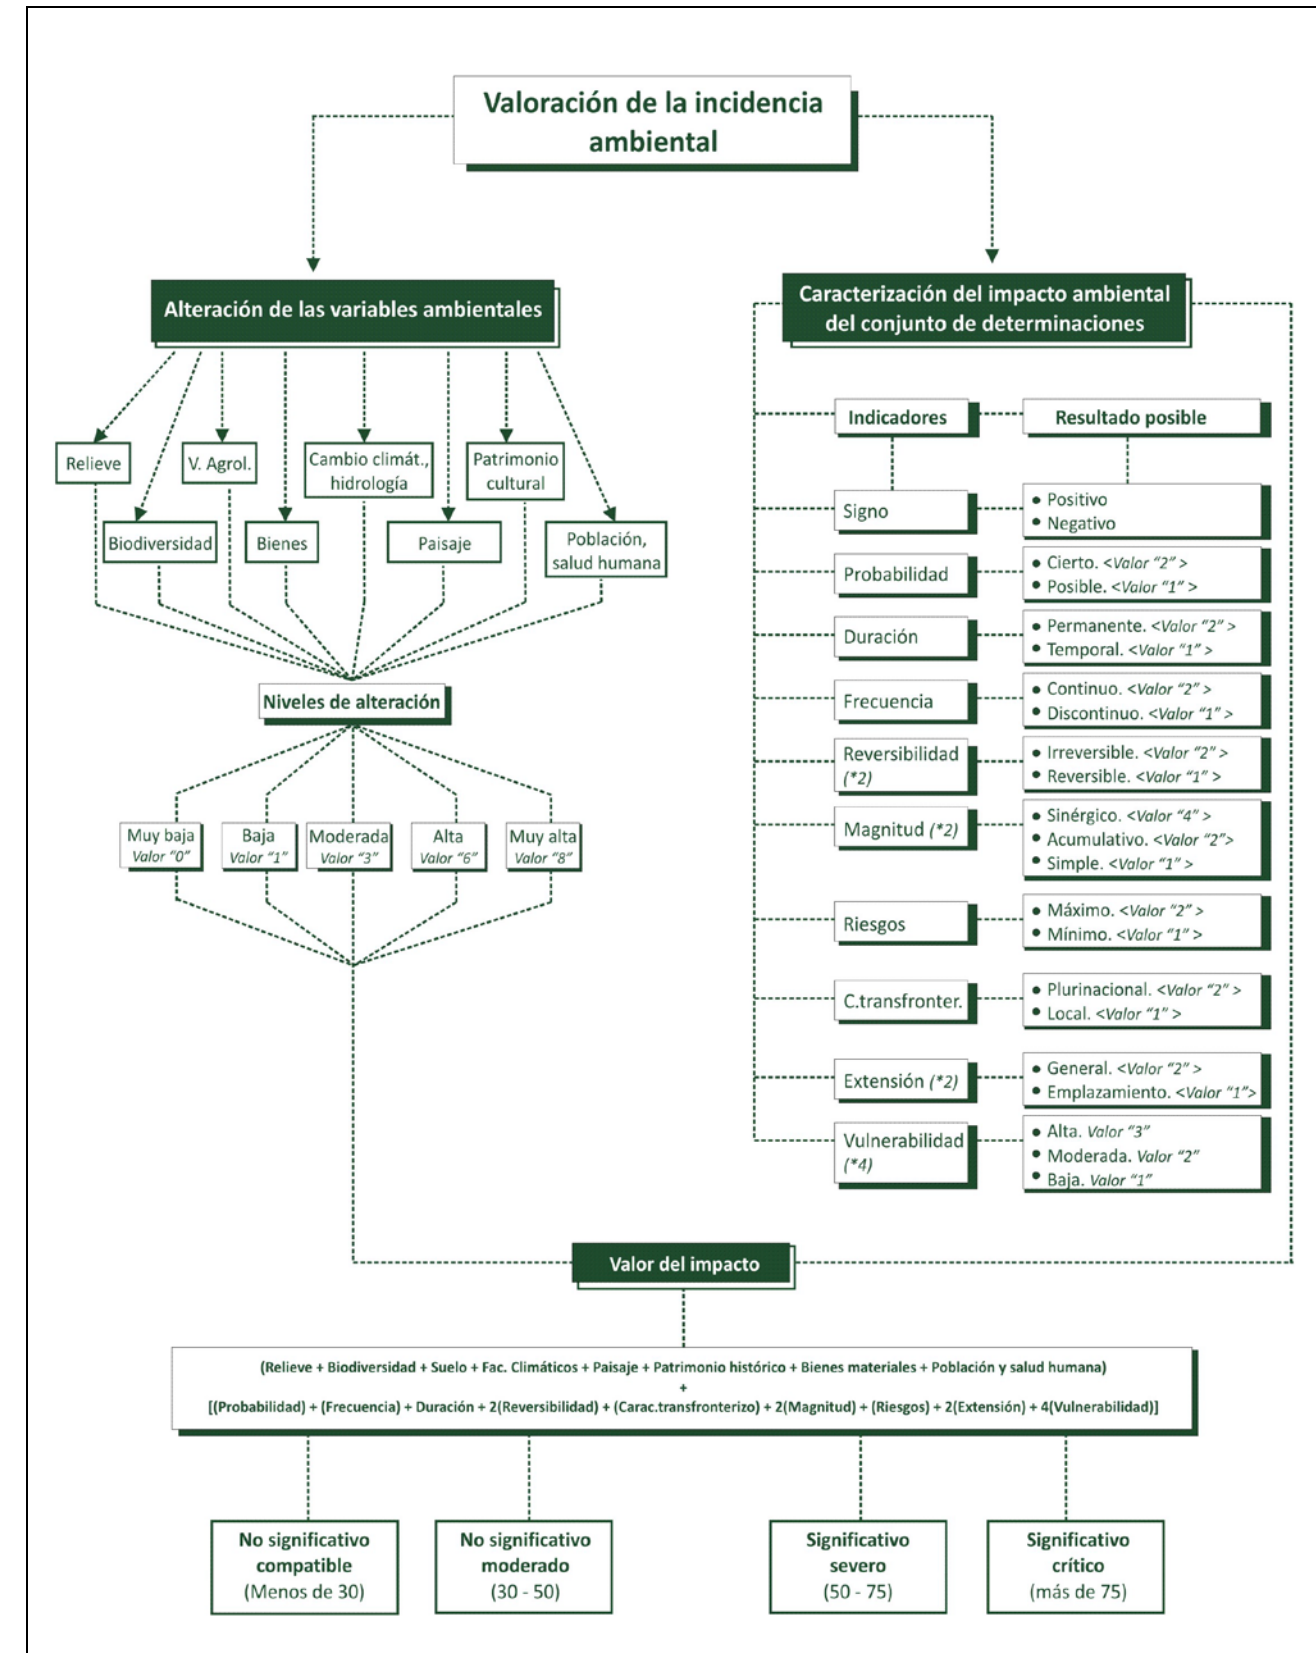 Valoración de la incidencia
ambiental
Alteración de las variables ambientales
Relieve
V. Agrol.
Cambio climát.,
hidrología
Patrimonio
cultural
Biodiversidad
Bienes
Paisaje
Población,
salud humana
Niveles de alteración
Muy baja
Valor “0”
Baja
Valor “1”
Moderada
Valor “3”
Alta
Valor “6”
Muy alta
Valor “8”
Caracterización del impacto ambiental
del conjunto de determinaciones
Indicadores
Resultado posible
Signo
• Positivo
• Negativo
Probabilidad
• Cierto. <Valor “2” >
• Posible. <Valor “1” >
Duración
• Permanente. <Valor “2” >
• Temporal. <Valor “1” >
Frecuencia
• Continuo. <Valor “2” >
• Discontinuo. <Valor “1” >
Reversibilidad
(*2)
• Irreversible. <Valor “2” >
• Reversible. <Valor “1” >
Magnitud (*2)
• Sinérgico. <Valor “4” >
• Acumulativo. <Valor “2”>
• Simple. <Valor “1” >
Riesgos
• Máximo. <Valor “2” >
• Mínimo. <Valor “1” >
C.transfronter.
• Plurinacional. <Valor “2” >
• Local. <Valor “1” >
Extensión (*2)
• General. <Valor “2” >
• Emplazamiento. <Valor “1”>
Vulnerabilidad
(*4)
• Alta. Valor “3”
• Moderada. Valor “2”
• Baja. Valor “1”
Valor del impacto
(Relieve + Biodiversidad + Suelo + Fac. Climáticos + Paisaje + Patrimonio histórico + Bienes materiales + Población y salud humana)
+
[(Probabilidad) + (Frecuencia) + Duración + 2(Reversibilidad) + (Carac.transfronterizo) + 2(Magnitud) + (Riesgos) + 2(Extensión) + 4(Vulnerabilidad)]
No significativo
compatible
(Menos de 30)
No significativo
moderado
(30 - 50)
Significativo
severo
(50 - 75)
Significativo
crítico
(más de 75)